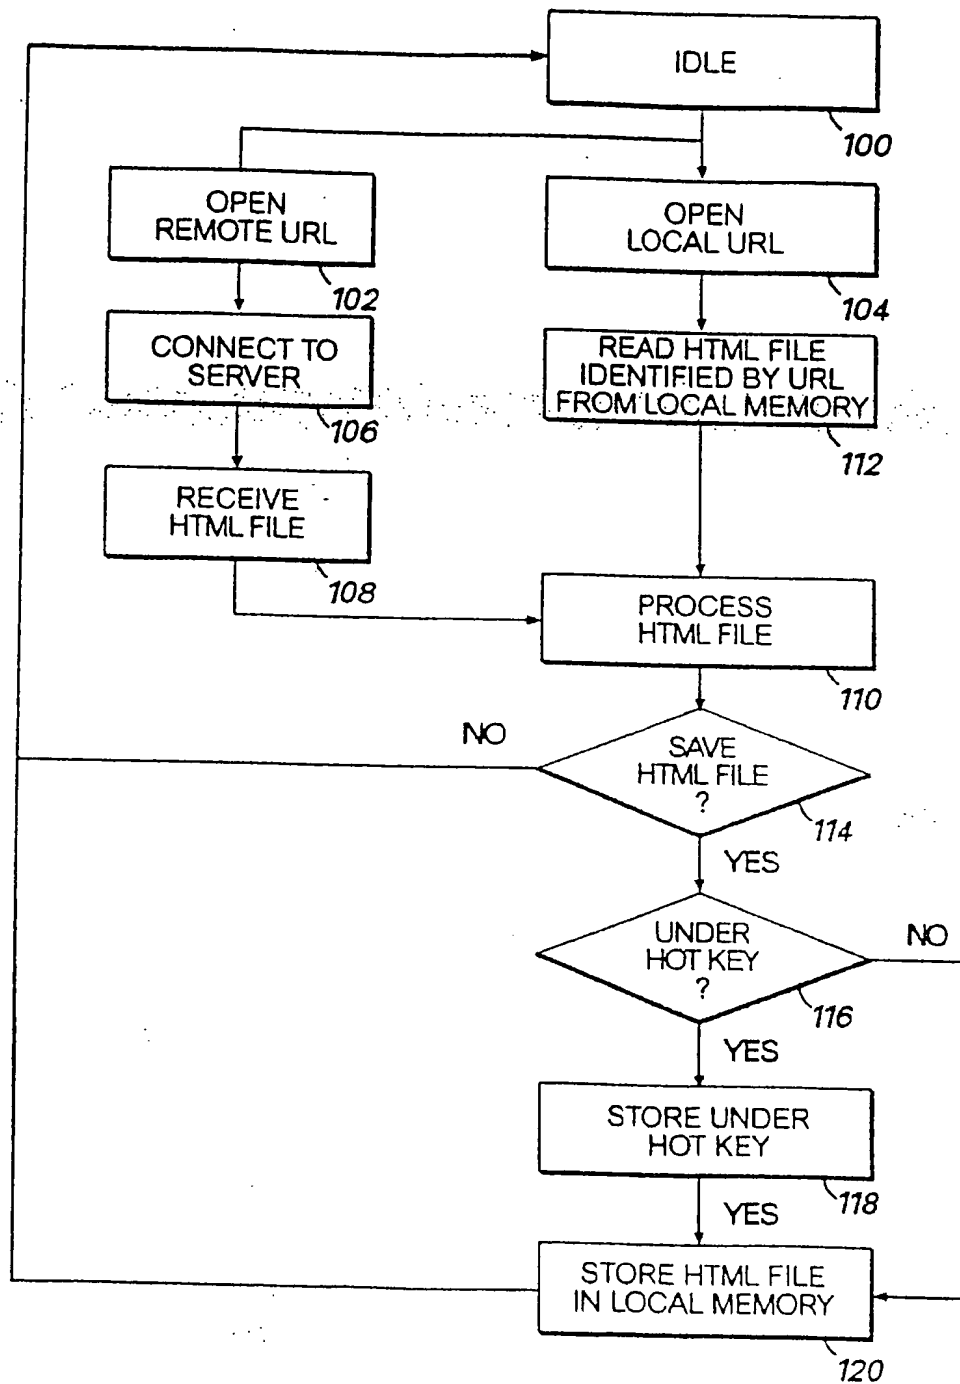 IDLE
100
OPEN
REMOTE URL
102
OPEN
LOCAL URL
104
CONNECT TO
SERVER
106
READ HTML FILE
IDENTIFIED BY URL
FROM LOCAL MEMORY
112
RECEIVE
HTML FILE
108
PROCESS
HTML FILE
110
NO
SAVE
HTML FILE
?
114
YES
UNDER
HOT KEY
?
116
NO
YES
STORE UNDER
HOT KEY
118
YES
STORE HTML FILE
IN LOCAL MEMORY
120